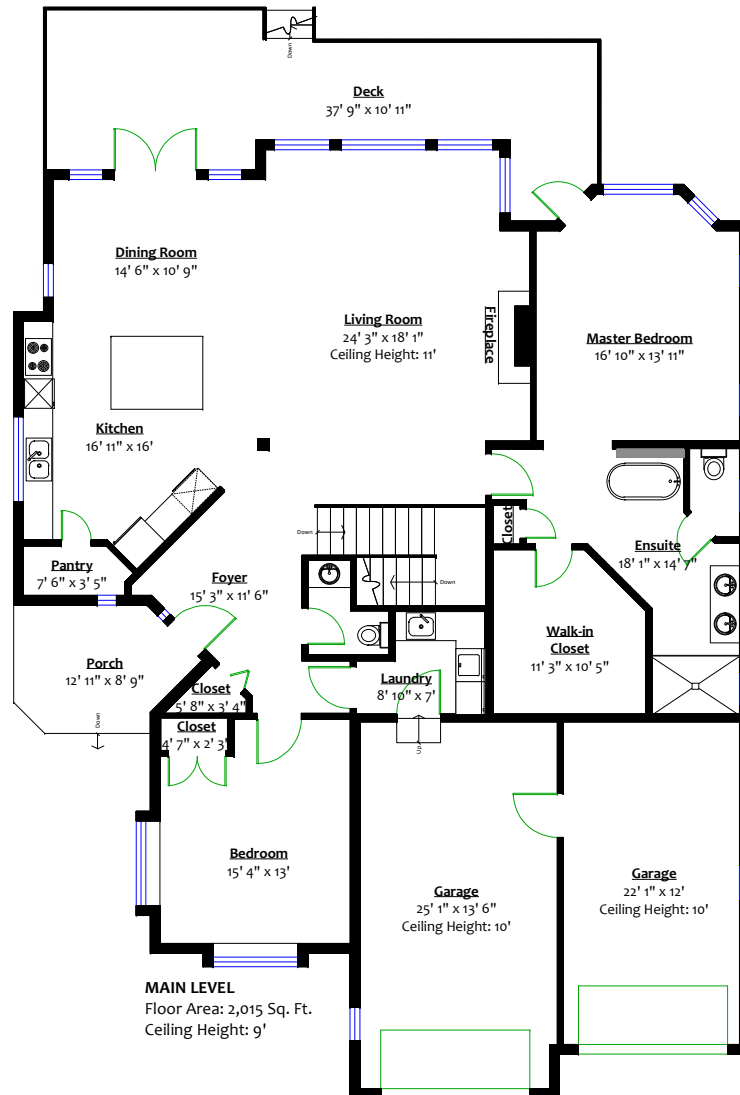 Down
Deck
37' 9" x 10' 11"
Dining Room
14' 6" x 10' 9"
Living Room
24' 3" x 18' 1"
Ceiling Height: 11'
Fireplace
Master Bedroom
16' 10" x 13' 11"
Kitchen
16' 11" x 16'
Down
Closet
Ensuite
18' 1" x 14' 7"
Pantry
7' 6" x 3' 5"
Foyer
15' 3" x 11' 6"
Down
Walk-in
Closet
11' 3" x 10' 5"
Porch
12' 11" x 8' 9"
Down
Closet
5' 8" x 3' 4"
Laundry
8' 10" x 7'
Closet
4' 7" x 2' 3"
Up
Bedroom
15' 4" x 13'
Garage
25' 1" x 13' 6"
Ceiling Height: 10'
Garage
22' 1" x 12'
Ceiling Height: 10'
MAIN LEVEL
Floor Area: 2,015 Sq. Ft.
Ceiling Height: 9'